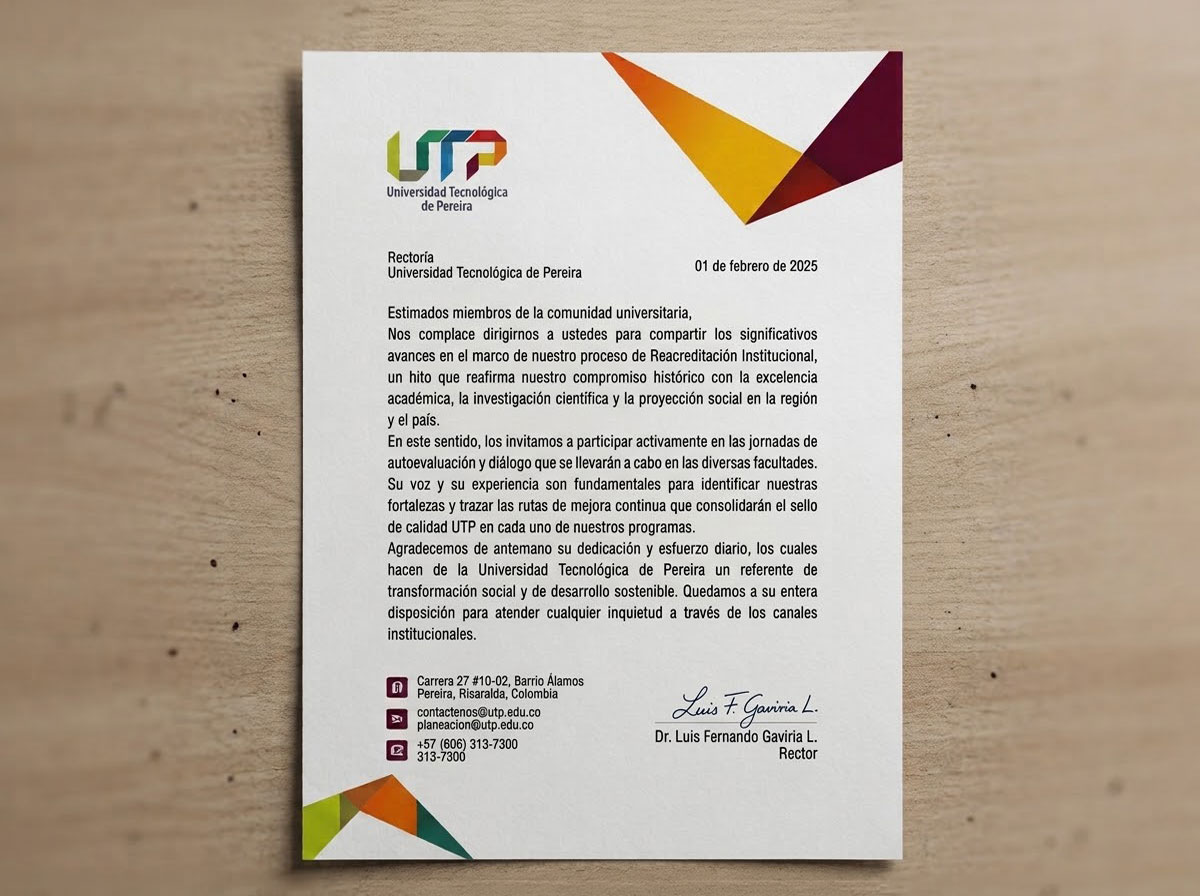 UTP
Universidad Tecnológica
de Pereira
Rectoría
Universidad Tecnológica de Pereira
01 de febrero de 2025
Estimados miembros de la comunidad universitaria,
Nos complace dirigirnos a ustedes para compartir los significativos
avances en el marco de nuestro proceso de Reacreditación Institucional,
un hito que reafirma nuestro compromiso histórico con la excelencia
académica, la investigación científica y la proyección social en la región
y el país.
En este sentido, los invitamos a participar activamente en las jornadas de
autoevaluación y diálogo que se llevarán a cabo en las diversas facultades.
Su voz y su experiencia son fundamentales para identificar nuestras
fortalezas y trazar las rutas de mejora continua que consolidarán el sello
de calidad UTP en cada uno de nuestros programas.
Agradecemos de antemano su dedicación y esfuerzo diario, los cuales
hacen de la Universidad Tecnológica de Pereira un referente de
transformación social y de desarrollo sostenible. Quedamos a su entera
disposición para atender cualquier inquietud a través de los canales
institucionales.
Carrera 27 #10-02, Barrio Álamos
Pereira, Risaralda, Colombia
contactenos@utp.edu.co
planeacion@utp.edu.co
+57 (606) 313-7300
313-7300
Luis F. Gaviria L.
Dr. Luis Fernando Gaviria L.
Rector